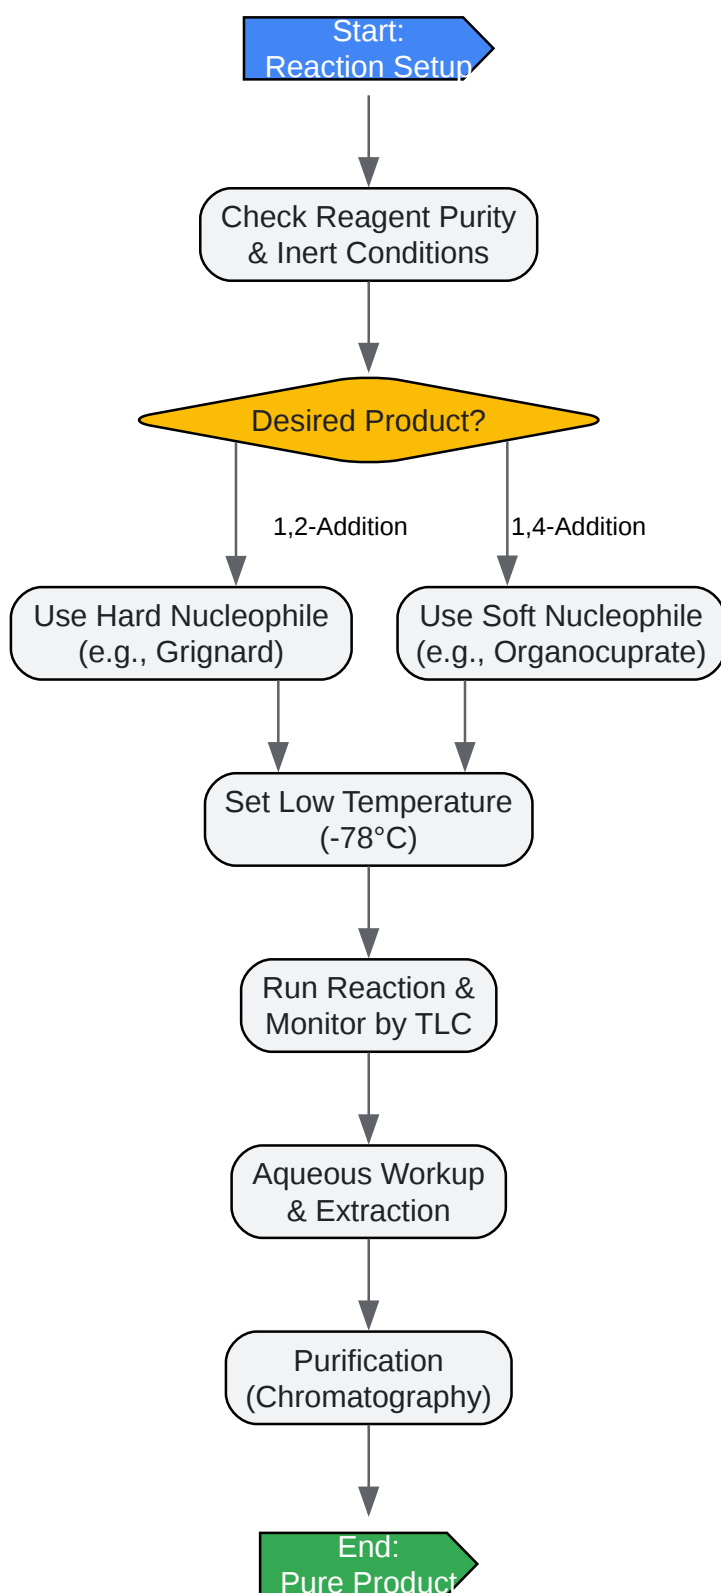 Start:
Reaction Setup
Check Reagent Purity
& Inert Conditions
Desired Product?
1,2-Addition
1,4-Addition
Use Hard Nucleophile
(e.g., Grignard)
Use Soft Nucleophile
(e.g., Organocuprate)
Set Low Temperature
(-78°C)
Run Reaction &
Monitor by TLC
Aqueous Workup
& Extraction
Purification
(Chromatography)
End:
Pure Product